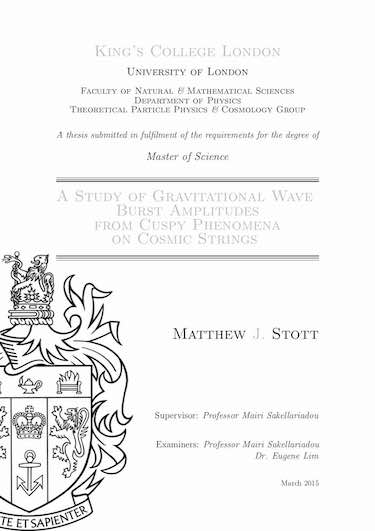 King's College London
University of London
Faculty of Natural & Mathematical Sciences
Department of Physics
Theoretical Particle Physics & Cosmology Group
A thesis submitted in fulfilment of the requirements for the degree of
Master of Science
A Study of Gravitational Wave
Burst Amplitudes
from Cuspy Phenomena
on Cosmic Strings
Matthew J. Stott
Supervisor: Professor Mairi Sakellariadou
Examiners: Professor Mairi Sakellariadou
Dr. Eugene Lim
March 2015
TE ET SAPIENTER